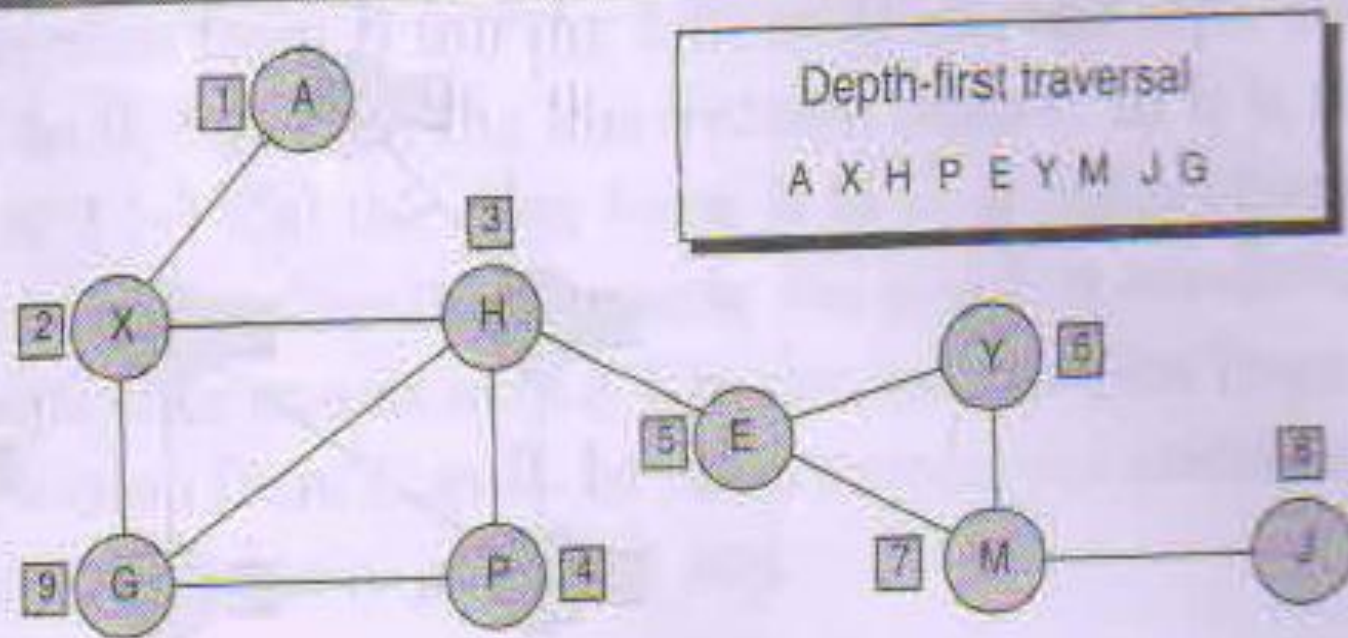 Depth-first traversal
A X H P E Y M J G
1 A
3
2 X H
Y 6
5 E
8
9 G P 4
7 M J